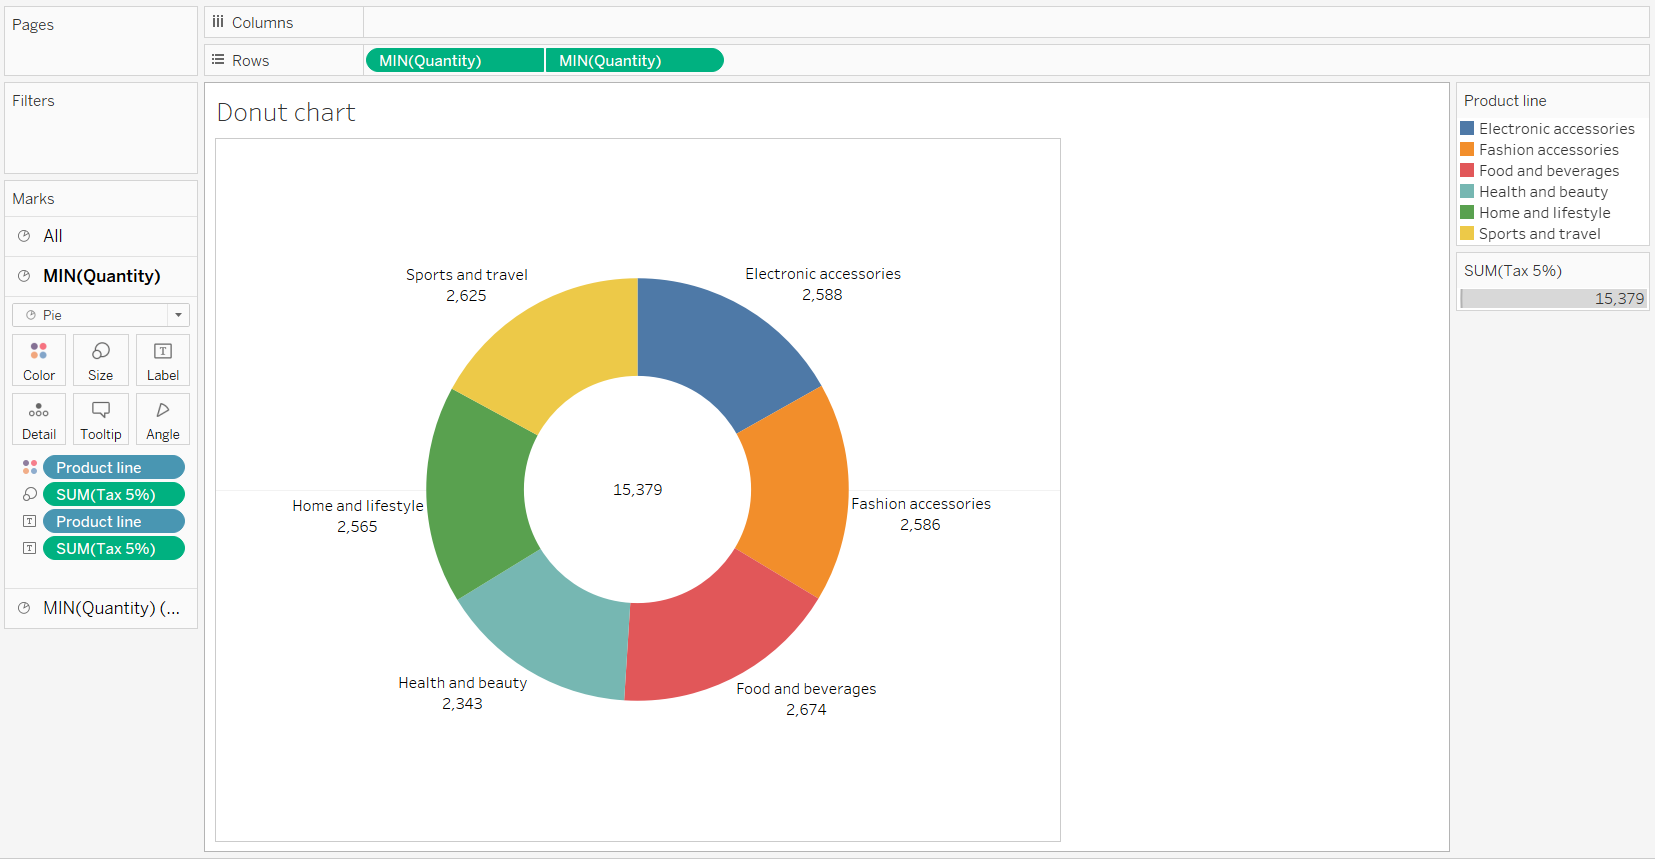 Pages
Columns
Rows
MIN(Quantity)
MIN(Quantity)
Filters
Marks
All
MIN(Quantity)
Pie
Color
Size
Label
Detail
Tooltip
Angle
Product line
SUM(Tax 5%)
Product line
SUM(Tax 5%)
MIN(Quantity) (...
Donut chart
Sports and travel
2,625
Electronic accessories
2,588
Home and lifestyle
2,565
15,379
Fashion accessories
2,586
Health and beauty
2,343
Food and beverages
2,674
Product line
Electronic accessories
Fashion accessories
Food and beverages
Health and beauty
Home and lifestyle
Sports and travel
SUM(Tax 5%)
15,379